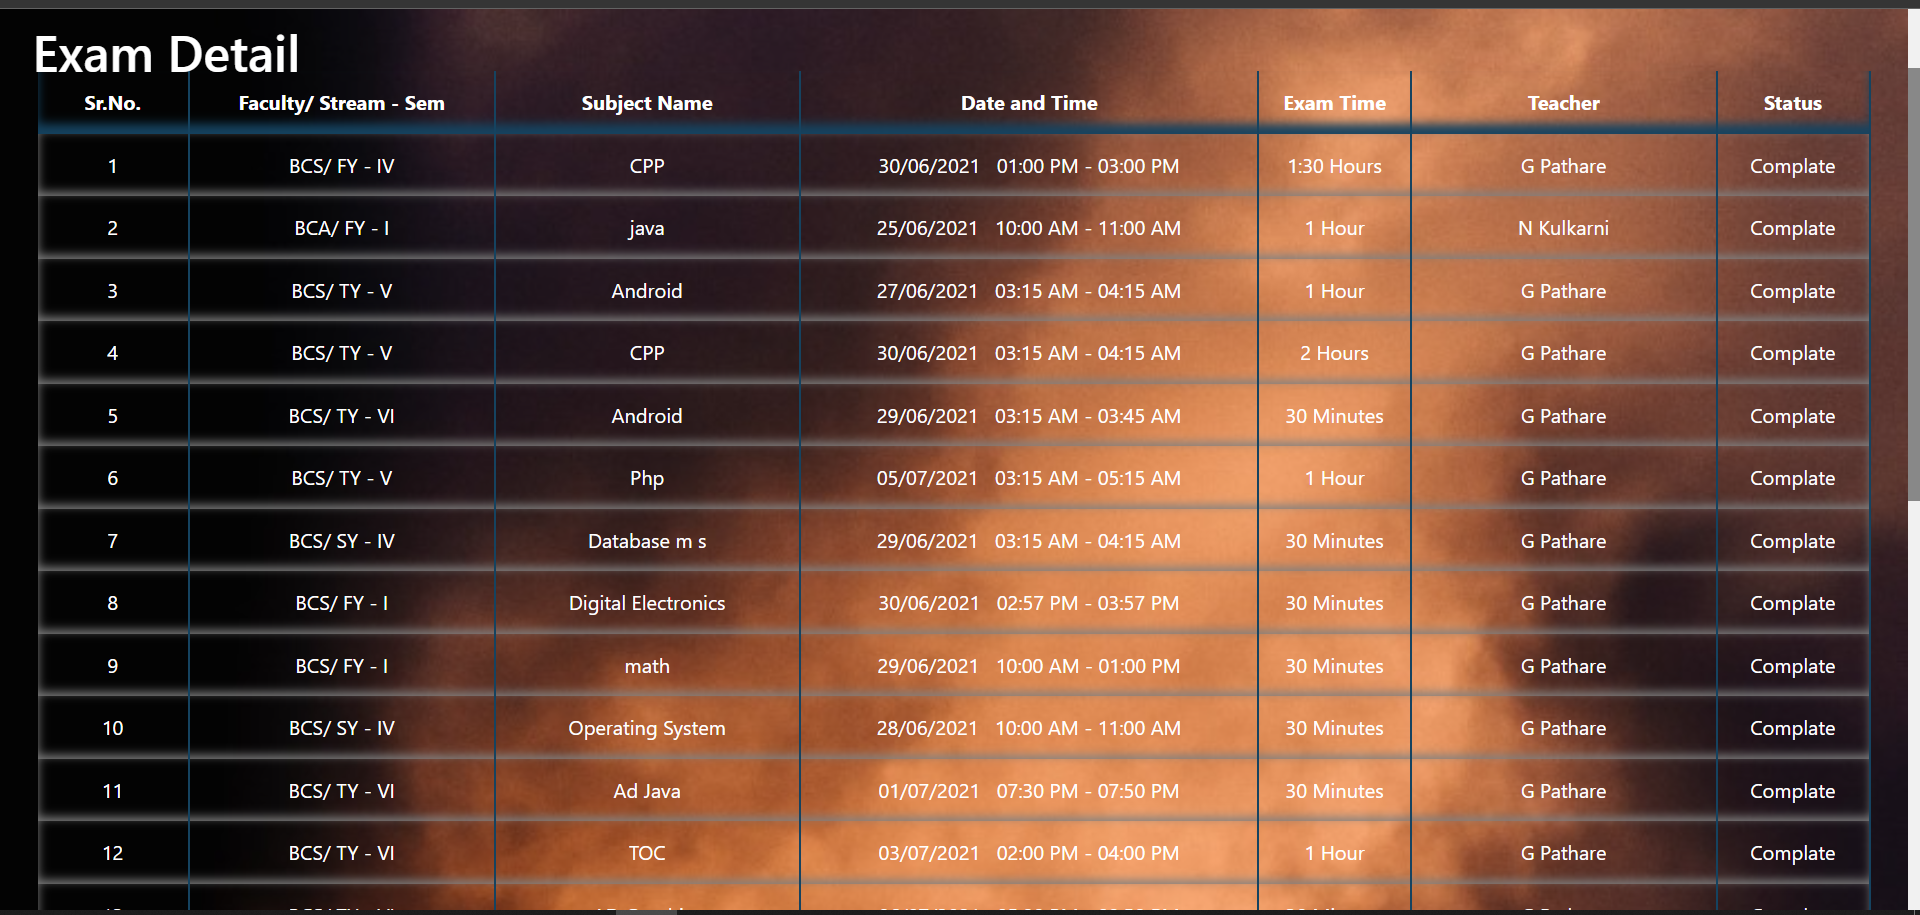 Exam Detail
Sr.No. Faculty/ Stream - Sem Subject Name Date and Time Exam Time Teacher Status
1 BCS/ FY - IV CPP 30/06/2021 01:00 PM - 03:00 PM 1:30 Hours G Pathare Complate
2 BCA/ FY - I java 25/06/2021 10:00 AM - 11:00 AM 1 Hour N Kulkarni Complate
3 BCS/ TY - V Android 27/06/2021 03:15 AM - 04:15 AM 1 Hour G Pathare Complate
4 BCS/ TY - V CPP 30/06/2021 03:15 AM - 04:15 AM 2 Hours G Pathare Complate
5 BCS/ TY - VI Android 29/06/2021 03:15 AM - 03:45 AM 30 Minutes G Pathare Complate
6 BCS/ TY - V Php 05/07/2021 03:15 AM - 05:15 AM 1 Hour G Pathare Complate
7 BCS/ SY - IV Database m s 29/06/2021 03:15 AM - 04:15 AM 30 Minutes G Pathare Complate
8 BCS/ FY - I Digital Electronics 30/06/2021 02:57 PM - 03:57 PM 30 Minutes G Pathare Complate
9 BCS/ FY - I math 29/06/2021 10:00 AM - 01:00 PM 30 Minutes G Pathare Complate
10 BCS/ SY - IV Operating System 28/06/2021 10:00 AM - 11:00 AM 30 Minutes G Pathare Complate
11 BCS/ TY - VI Ad Java 01/07/2021 07:30 PM - 07:50 PM 30 Minutes G Pathare Complate
12 BCS/ TY - VI TOC 03/07/2021 02:00 PM - 04:00 PM 1 Hour G Pathare Complate